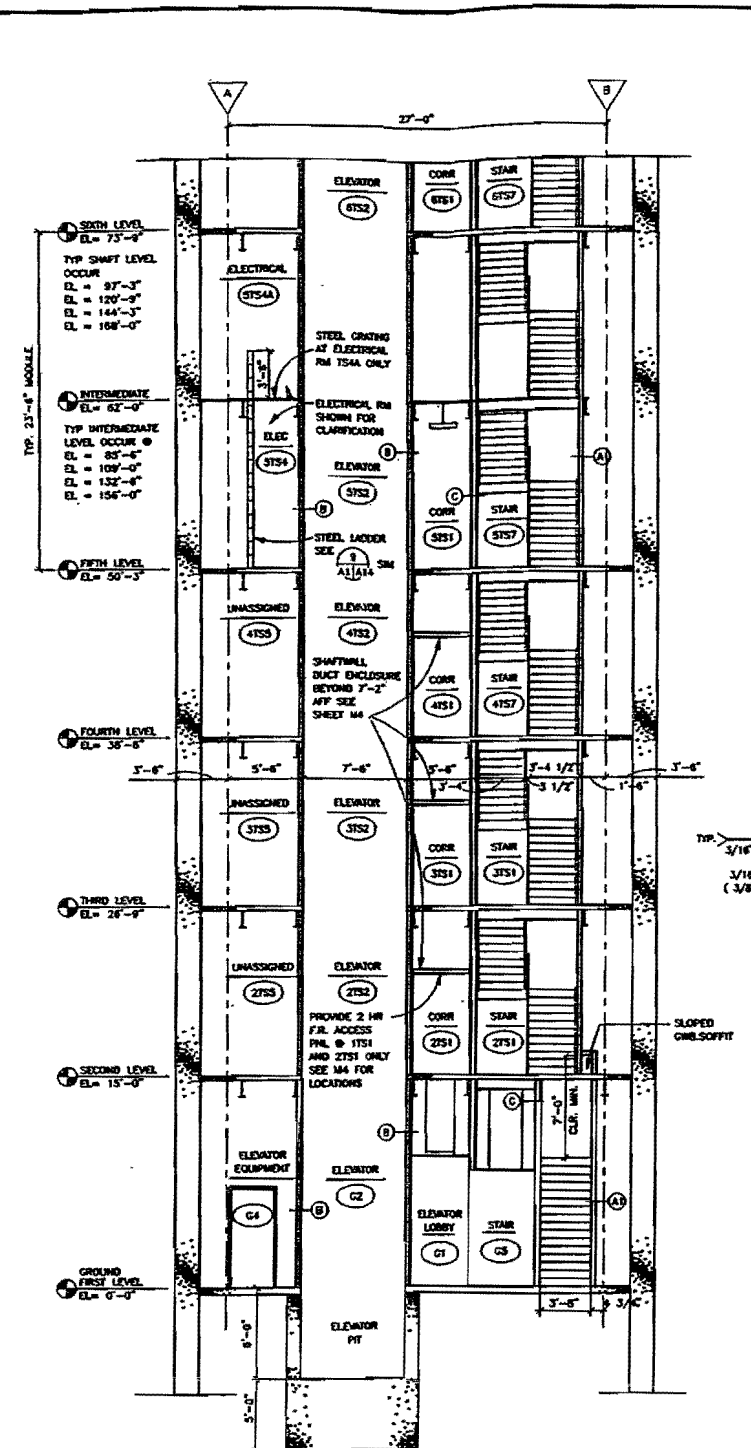 A
B
27'-0"
ELEVATOR
6TS2
CORR
6TS1
STAIR
6TS7
SIXTH LEVEL
EL= 73'-9"
TYP SHAFT LEVEL
OCCUR
EL = 97'-3"
EL = 120'-9"
EL = 144'-3"
EL = 168'-0"
ELECTRICAL
5TS4A
STEEL GRATING
AT ELECTRICAL
RM TS4A ONLY
3'-6"
TYP. 23'-6" MODULE
INTERMEDIATE
EL= 62'-0"
TYP INTERMEDIATE
LEVEL OCCUR @
EL = 85'-6"
EL = 109'-0"
EL = 132'-6"
EL = 156'-0"
ELECTRICAL RM
SHOWN FOR
CLARIFICATION
ELEC
5TS4
B
A
ELEVATOR
5TS2
C
B
CORR
5TS1
STAIR
5TS7
STEEL LADDER
SEE
9
A11 A14
SIM
FIFTH LEVEL
EL= 50'-3"
UNASSIGNED
4TS5
ELEVATOR
4TS2
SHAFTWALL
DUCT ENCLOSURE
BEYOND 7'-2"
AFF SEE
SHEET M4
CORR
4TS1
STAIR
4TS7
FOURTH LEVEL
EL= 38'-6"
3'-6"
5'-6"
7'-6"
5'-6"
3'-4"
3'-4 1/2"
3 1/2"
1'-6"
3'-6"
UNASSIGNED
3TS5
ELEVATOR
3TS2
CORR
3TS1
STAIR
3TS1
TYP.
3/16"
3/16
( 3/8
THIRD LEVEL
EL= 26'-9"
UNASSIGNED
2TS5
ELEVATOR
2TS2
PROVIDE 2 HR
F.R. ACCESS
PNL @ 1TS1
AND 2TS1 ONLY
SEE M4 FOR
LOCATIONS
CORR
2TS1
STAIR
2TS1
SLOPED
GWB.SOFFIT
SECOND LEVEL
EL= 15'-0"
C
7'-0"
CLR. MIN.
B
ELEVATOR
EQUIPMENT
G4
B
ELEVATOR
G2
ELEVATOR
LOBBY
G1
STAIR
G5
GROUND
FIRST LEVEL
EL= 0'-0"
6'-0"
ELEVATOR
PIT
5'-0"